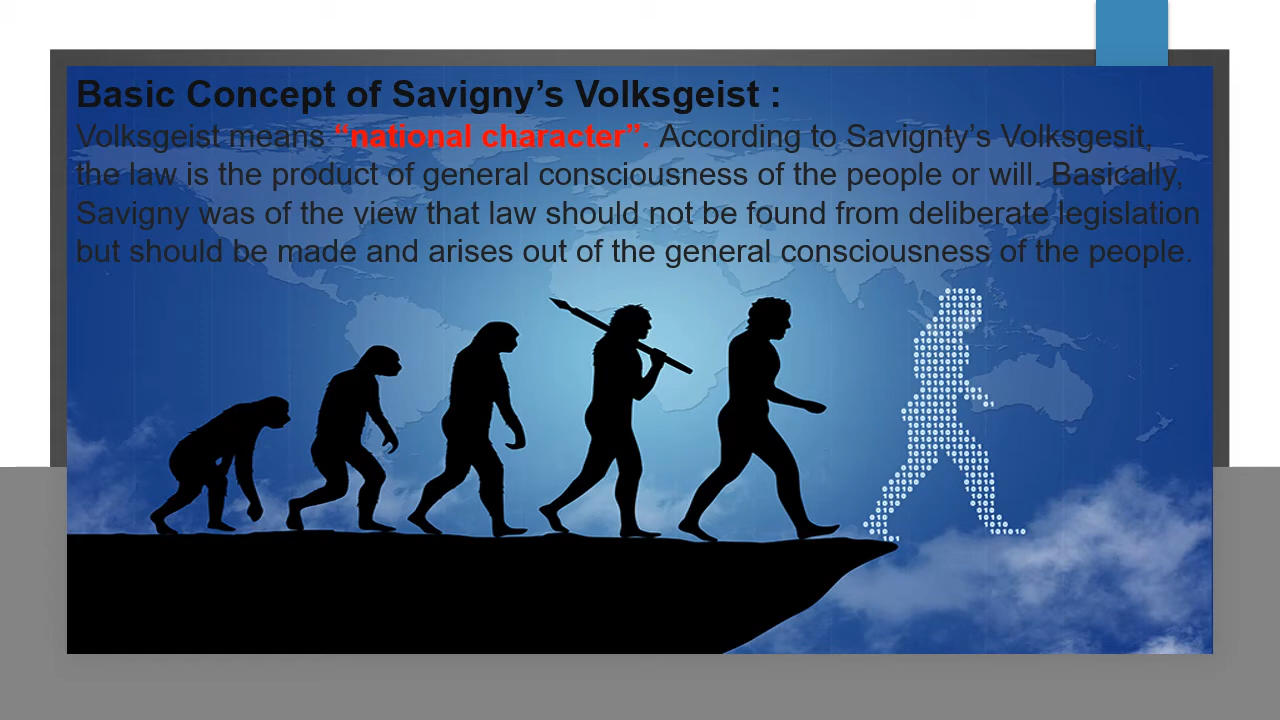 Basic Concept of Savigny’s Volksgeist :
Volksgeist means “national character”. According to Savignty’s Volksgesit,
the law is the product of general consciousness of the people or will. Basically,
Savigny was of the view that law should not be found from deliberate legislation
but should be made and arises out of the general consciousness of the people.